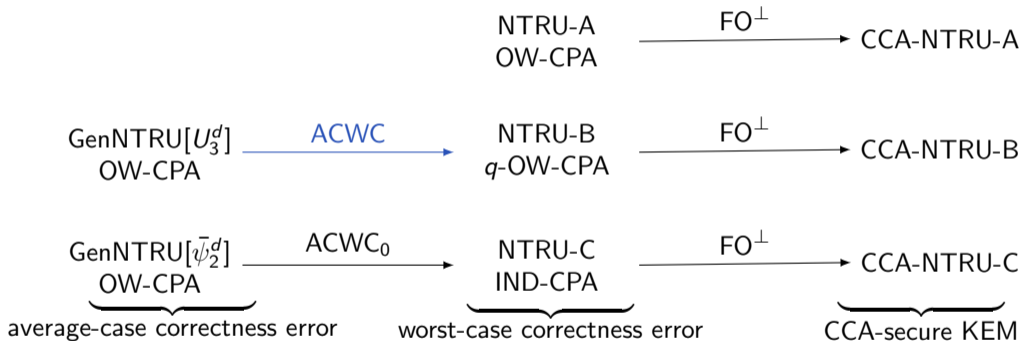 NTRU-A FO⊥ CCA-NTRU-A
OW-CPA
GenNTRU[U₃ᵈ] ACWC NTRU-B FO⊥ CCA-NTRU-B
OW-CPA q-OW-CPA
GenNTRU[ψ̄₂ᵈ] ACWC₀ NTRU-C FO⊥ CCA-NTRU-C
OW-CPA IND-CPA
average-case correctness error worst-case correctness error CCA-secure KEM